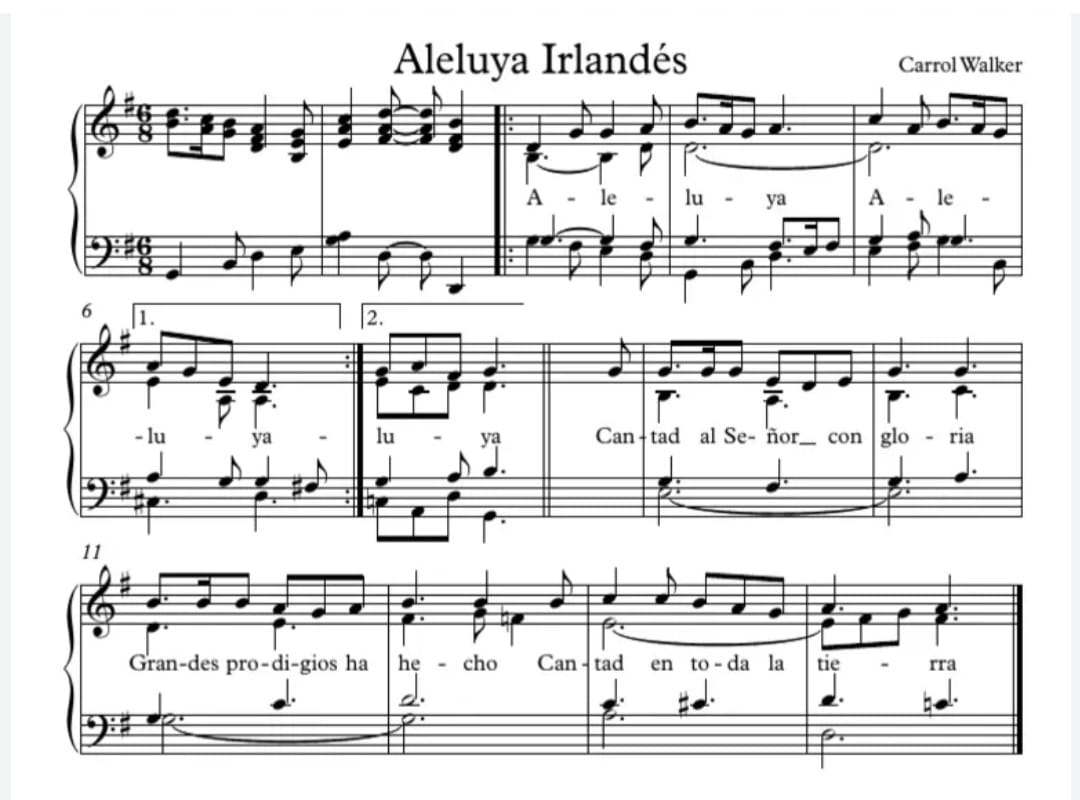 Aleluya Irlandés
Carrol Walker
6 8
6 8
A - le - lu - ya A - le -
6 1. 2.
- lu - ya - lu - ya Can - tad al Se- ñor_ con glo - ria
11
Gran-des pro-di-gios ha he - cho Can - tad en to-da la tie - rra